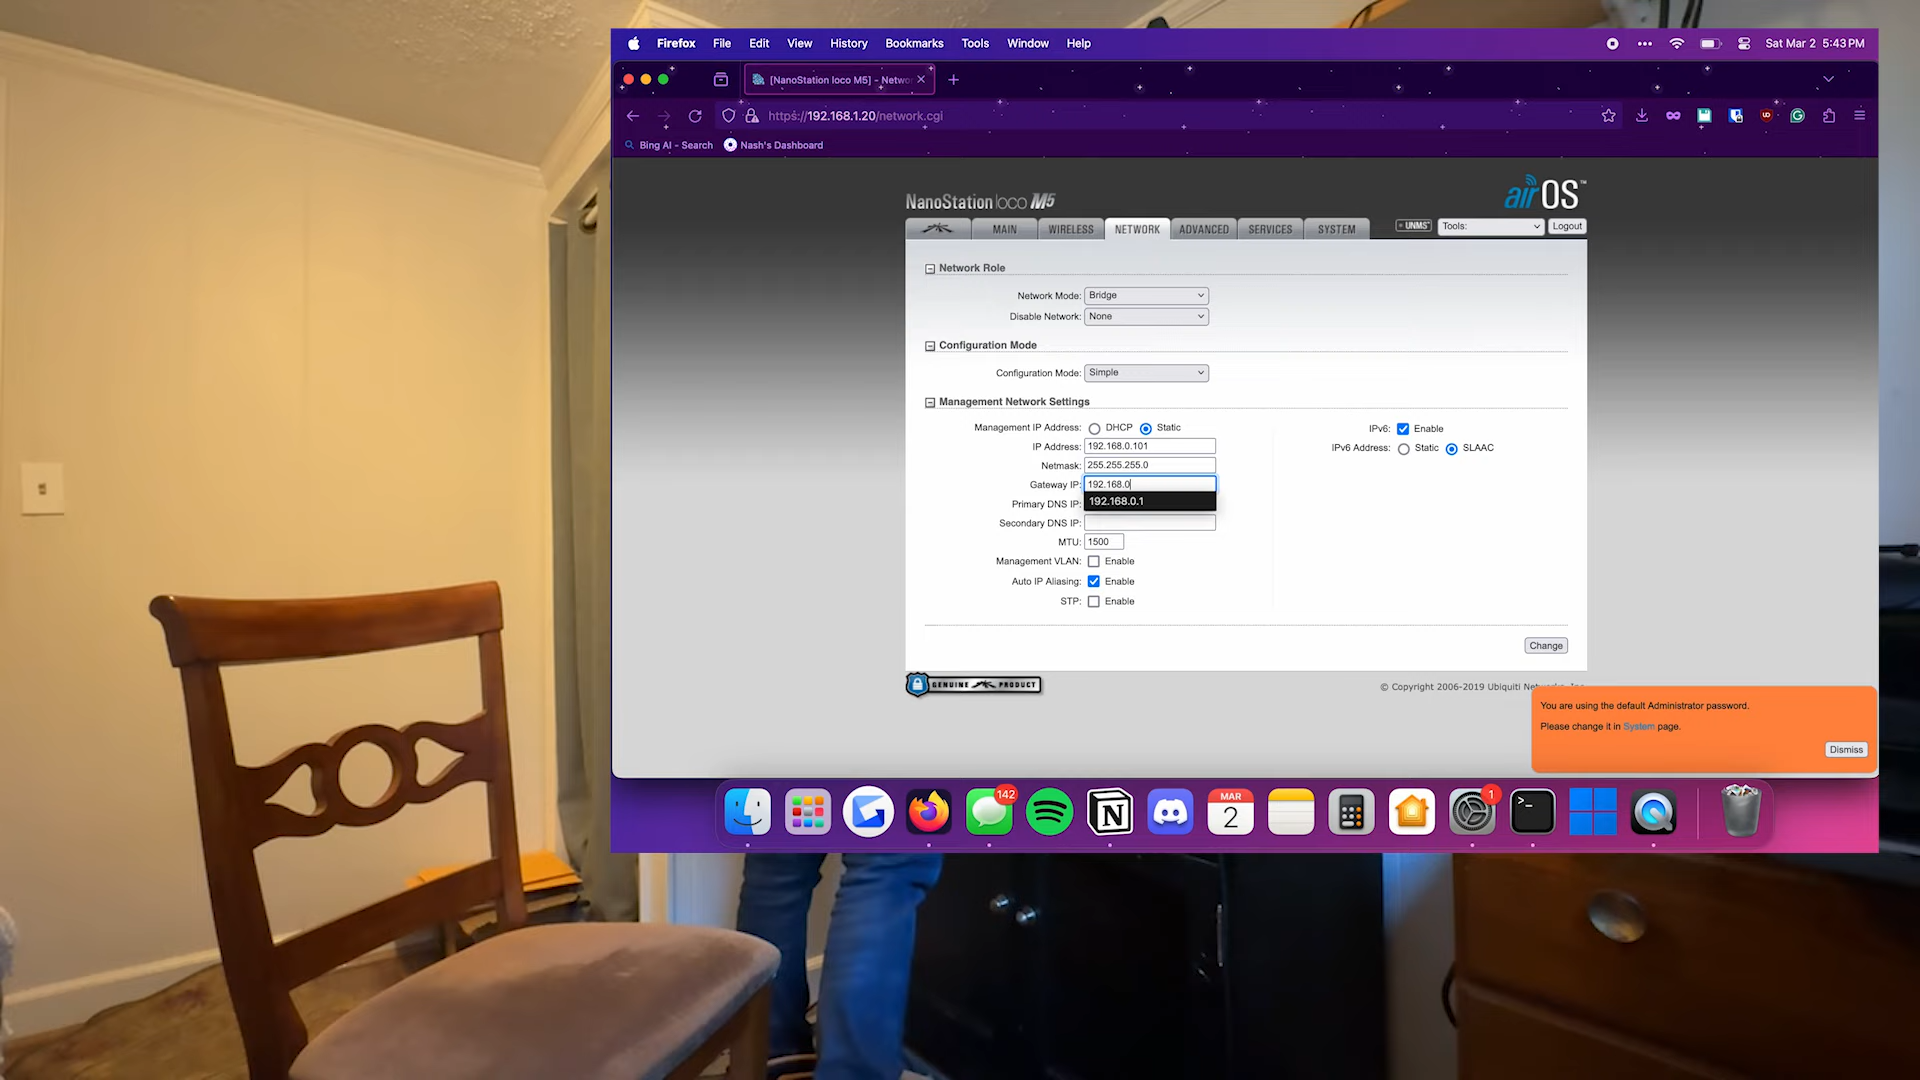 Firefox File Edit View History Bookmarks Tools Window Help
Sat Mar 2 5:43 PM
[NanoStation loco M5] - Netwo
https://192.168.1.20/network.cgi
Bing AI - Search Nash's Dashboard
NanoStation loco M5
airOS™
MAIN WIRELESS NETWORK ADVANCED SERVICES SYSTEM
UNMS Tools: Logout
Network Role
Network Mode: Bridge
Disable Network: None
Configuration Mode
Configuration Mode: Simple
Management Network Settings
Management IP Address: DHCP Static
IP Address: 192.168.0.101
Netmask: 255.255.255.0
Gateway IP: 192.168.0
192.168.0.1
Primary DNS IP:
Secondary DNS IP:
MTU: 1500
Management VLAN: Enable
Auto IP Aliasing: Enable
STP: Enable
IPv6: Enable
IPv6 Address: Static SLAAC
Change
GENUINE PRODUCT
© Copyright 2006-2019 Ubiquiti
You are using the default Administrator password.
Please change it in System page.
Dismiss
142
MAR
2
1